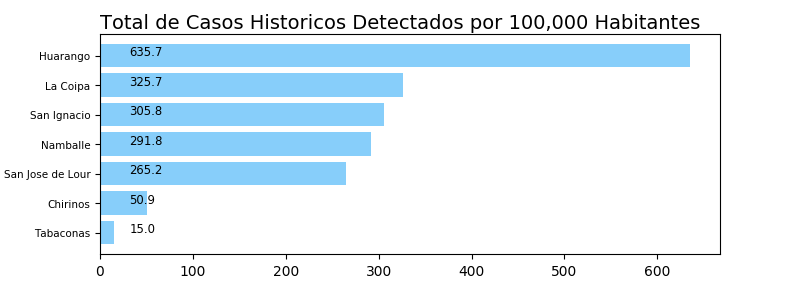 Total de Casos Historicos Detectados por 100,000 Habitantes
Huarango 635.7
La Coipa 325.7
San Ignacio 305.8
Namballe 291.8
San Jose de Lour 265.2
Chirinos 50.9
Tabaconas 15.0
0 100 200 300 400 500 600